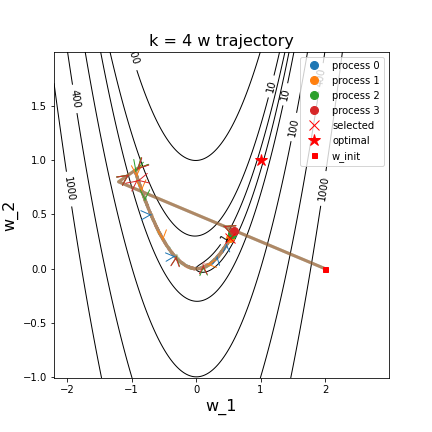 k = 4 w trajectory
process 0
process 1
process 2
process 3
selected
optimal
w_init
400
1000
10
10
100
1000
1
w_2
1.5
1.0
0.5
0.0
−0.5
−1.0
−2
−1
0
1
2
w_1